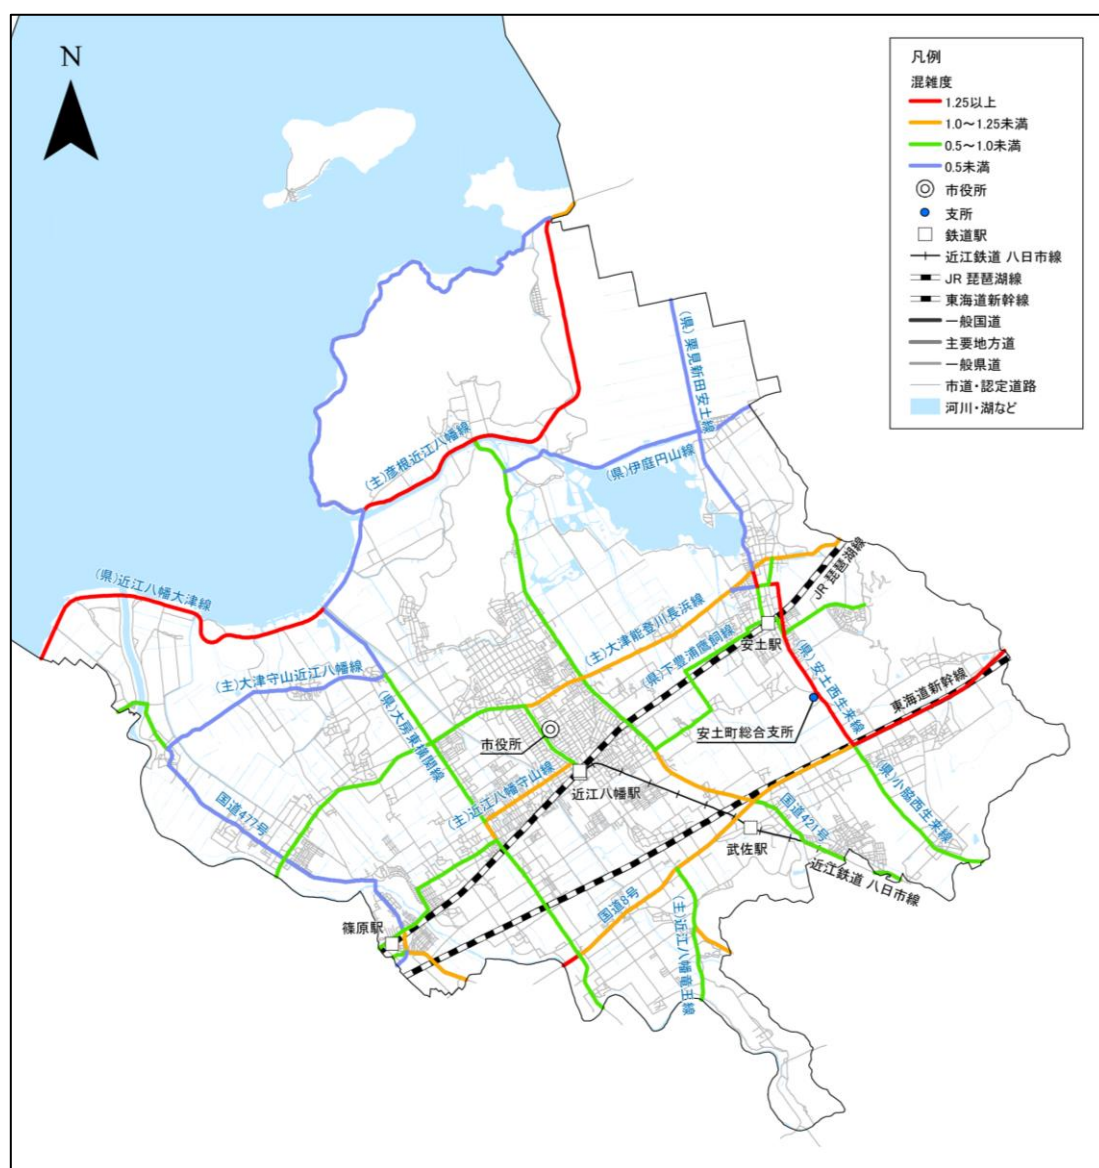 N
凡例
混雑度
1.25以上
1.0～1.25未満
0.5～1.0未満
0.5未満
市役所
支所
鉄道駅
近江鉄道 八日市線
JR 琵琶湖線
東海道新幹線
一般国道
主要地方道
一般県道
市道・認定道路
河川・湖など
(県)栗見新田安土線
(主)彦根近江八幡線
(県)伊庭円山線
JR 琵琶湖線
(県)近江八幡大津線
(主)大津能登川長浜線
(県)下豊浦鷹飼線
安土駅
(主)大津守山近江八幡線
(県)安土西生来線
東海道新幹線
(県)大房東横関線
市役所
安土町総合支所
近江八幡駅
(主)近江八幡守山線
(県)小脇西生来線
国道477号
国道421号
武佐駅
近江鉄道 八日市線
国道8号
(主)近江八幡竜王線
篠原駅